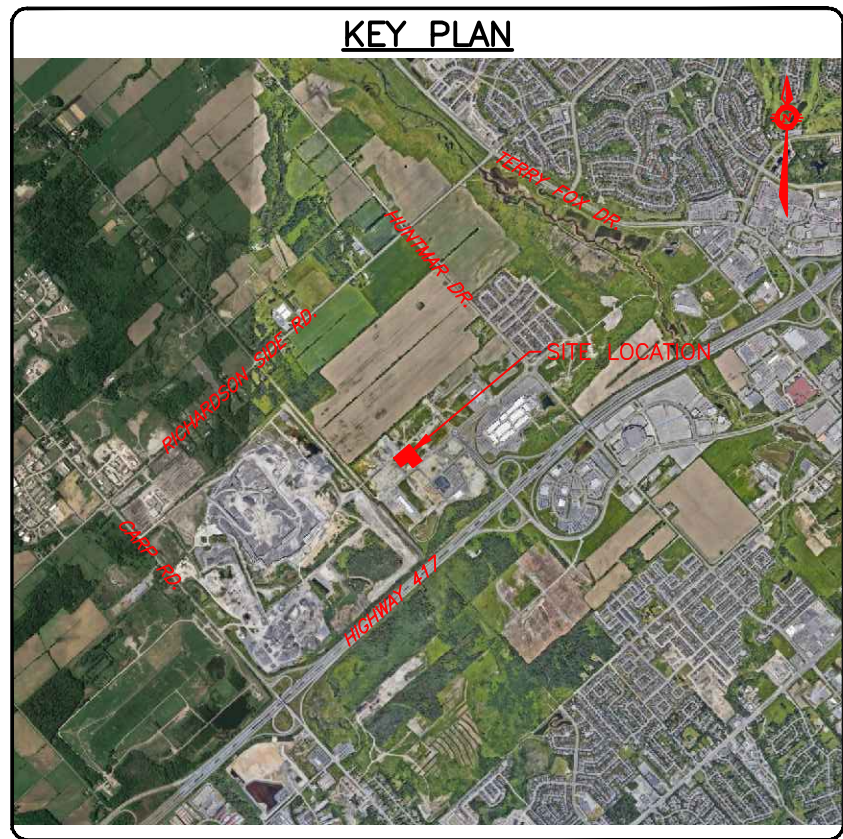 KEY PLAN
TERRY FOX DR.
HUNTMAR DR.
RICHARDSON SIDE RD.
SITE LOCATION
CARP RD.
HIGHWAY 417